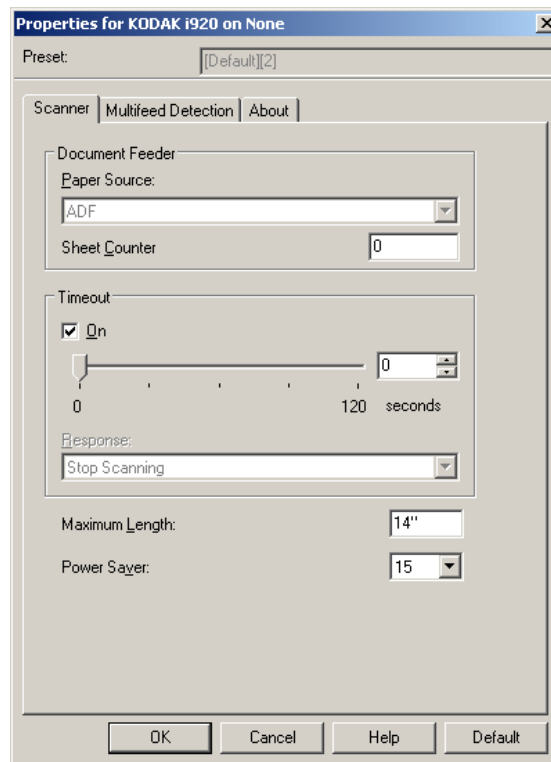 Properties for KODAK i920 on None
Preset: [Default][2]
Scanner Multifeed Detection About
Document Feeder
Paper Source:
ADF
Sheet Counter 0
Timeout
On
0
0 120 seconds
Response:
Stop Scanning
Maximum Length: 14"
Power Saver: 15
OK Cancel Help Default